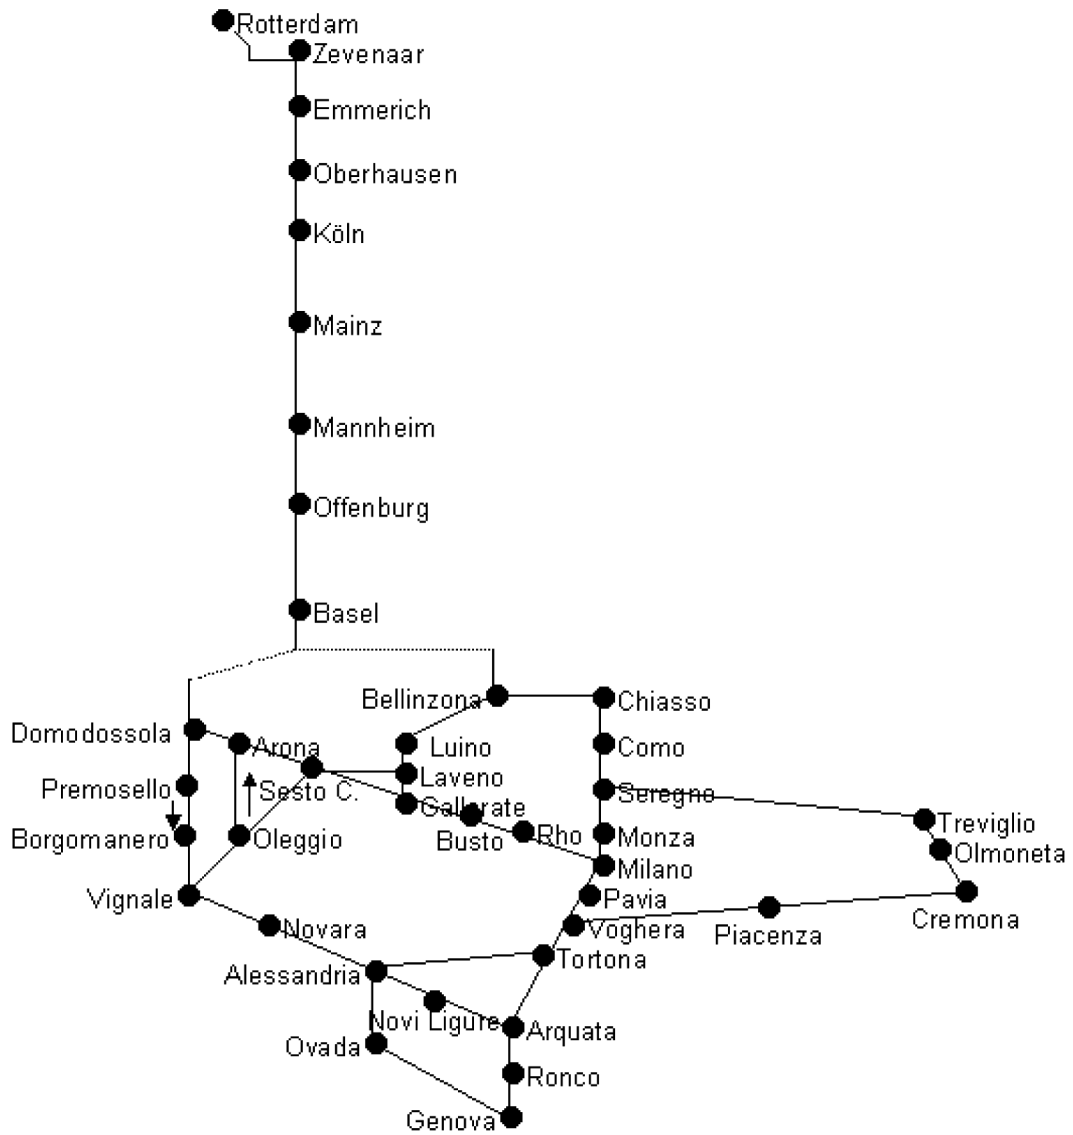 Rotterdam
Zevenaar
Emmerich
Oberhausen
Köln
Mainz
Mannheim
Offenburg
Basel
Bellinzona
Chiasso
Domodossola
Arona
Luino
Como
Premosello
Sesto C.
Laveno
Gallarate
Seregno
Borgomanero
Oleggio
Busto
Rho
Monza
Treviglio
Olmoneta
Milano
Vignale
Pavia
Cremona
Novara
Voghera
Piacenza
Alessandria
Tortona
Novi Ligure
Arquata
Ovada
Ronco
Genova